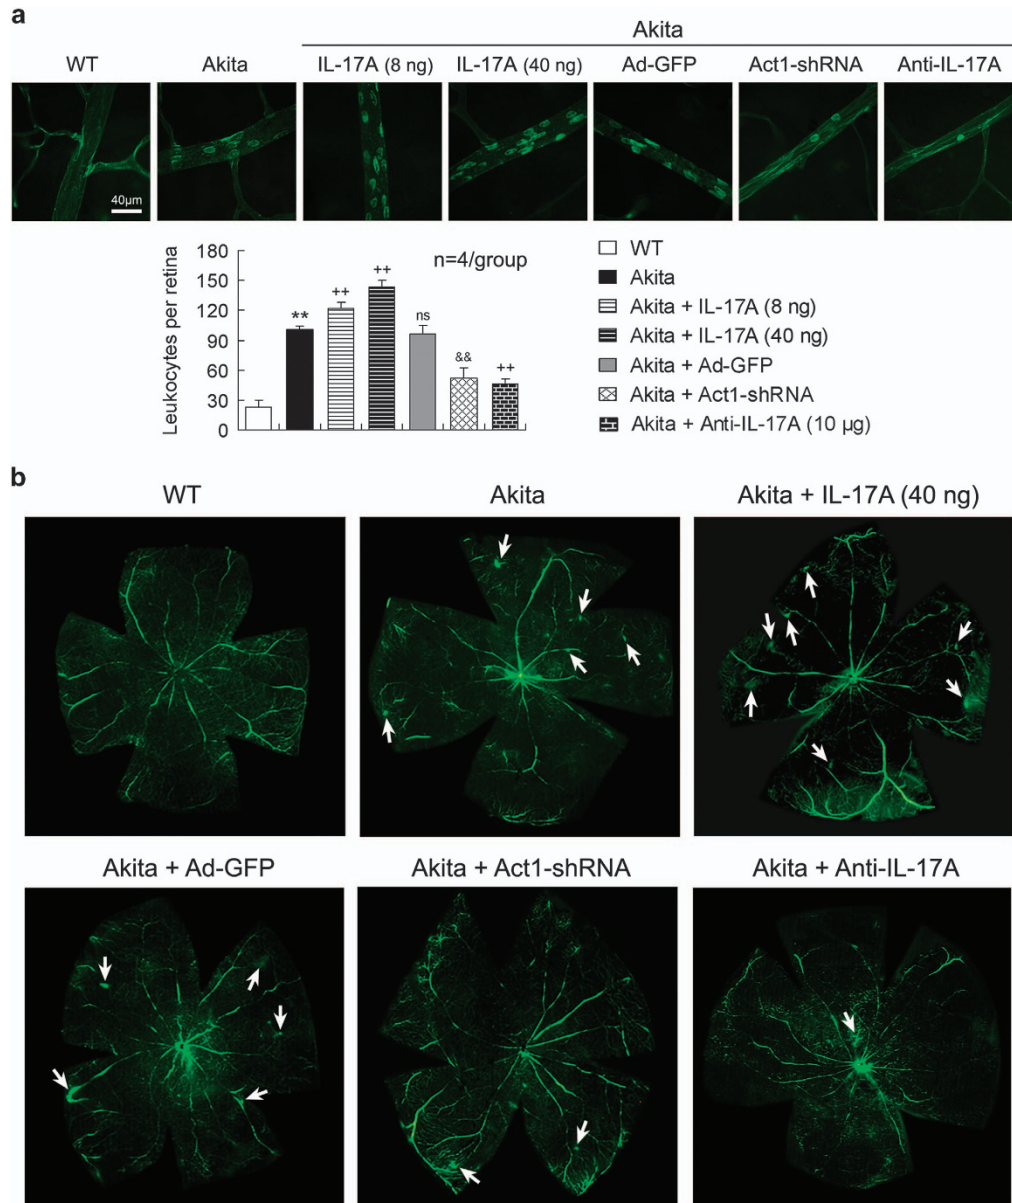 a
Akita
WT
Akita
IL-17A (8 ng)
IL-17A (40 ng)
Ad-GFP
Act1-shRNA
Anti-IL-17A
40µm
Leukocytes per retina
180
150
120
90
60
30
0
n=4/group
**
++
++
ns
&&
++
WT
Akita
Akita + IL-17A (8 ng)
Akita + IL-17A (40 ng)
Akita + Ad-GFP
Akita + Act1-shRNA
Akita + Anti-IL-17A (10 µg)
b
WT
Akita
Akita + IL-17A (40 ng)
Akita + Ad-GFP
Akita + Act1-shRNA
Akita + Anti-IL-17A